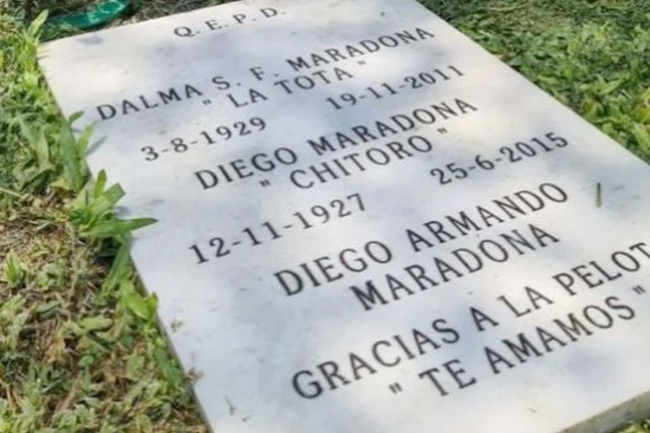 Q. E. P. D.
DALMA S. F. MARADONA
" LA TOTA "
3-8-1929 19-11-2011
DIEGO MARADONA
" CHITORO "
12-11-1927 25-6-2015
DIEGO ARMANDO
MARADONA
GRACIAS A LA PELOT
" TE AMAMOS "